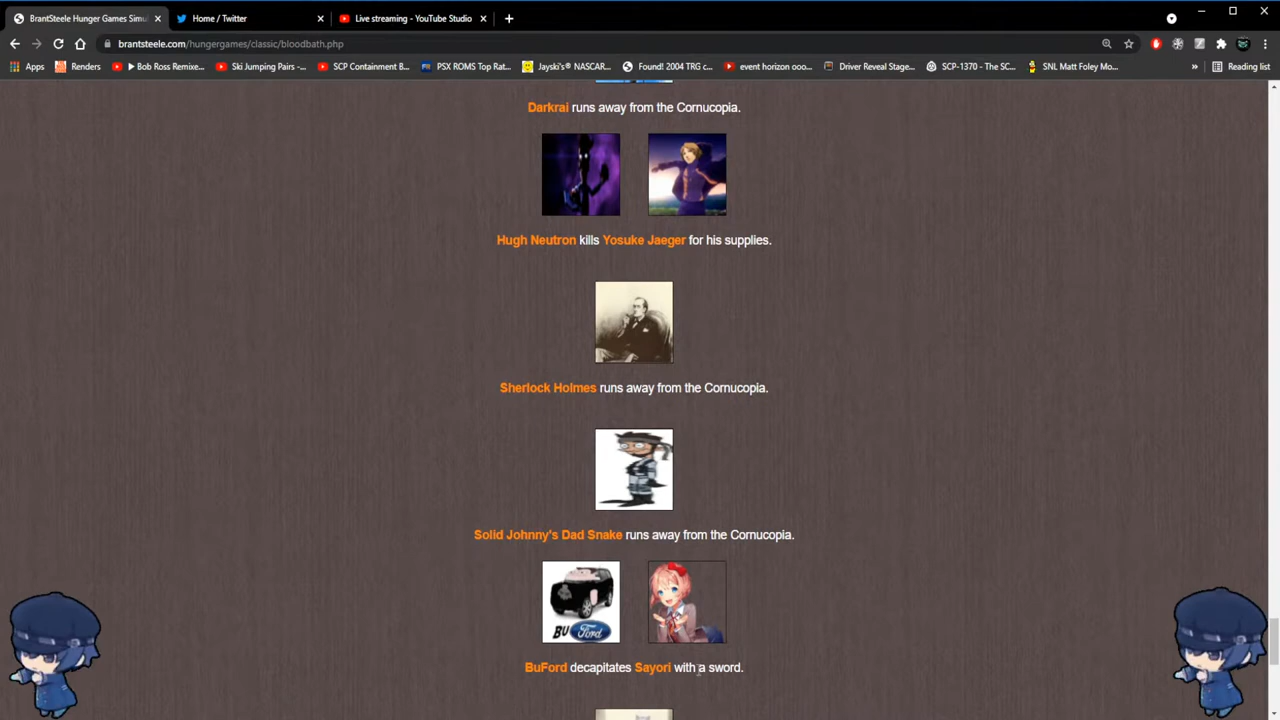 BrantSteele Hunger Games Simu
Home / Twitter
Live streaming - YouTube Studio
brantsteele.com/hungergames/classic/bloodbath.php
Apps
Renders
Bob Ross Remixe...
Ski Jumping Pairs -...
SCP Containment B...
PSX ROMS Top Rat...
Jayski's® NASCAR...
Found! 2004 TRG c...
event horizon ooo...
Driver Reveal Stage...
SCP-1370 - The SC...
SNL Matt Foley Mo...
»
Reading list
Darkrai runs away from the Cornucopia.
Hugh Neutron kills Yosuke Jaeger for his supplies.
Sherlock Holmes runs away from the Cornucopia.
Solid Johnny's Dad Snake runs away from the Cornucopia.
BU Ford
BuFord decapitates Sayori with a sword.